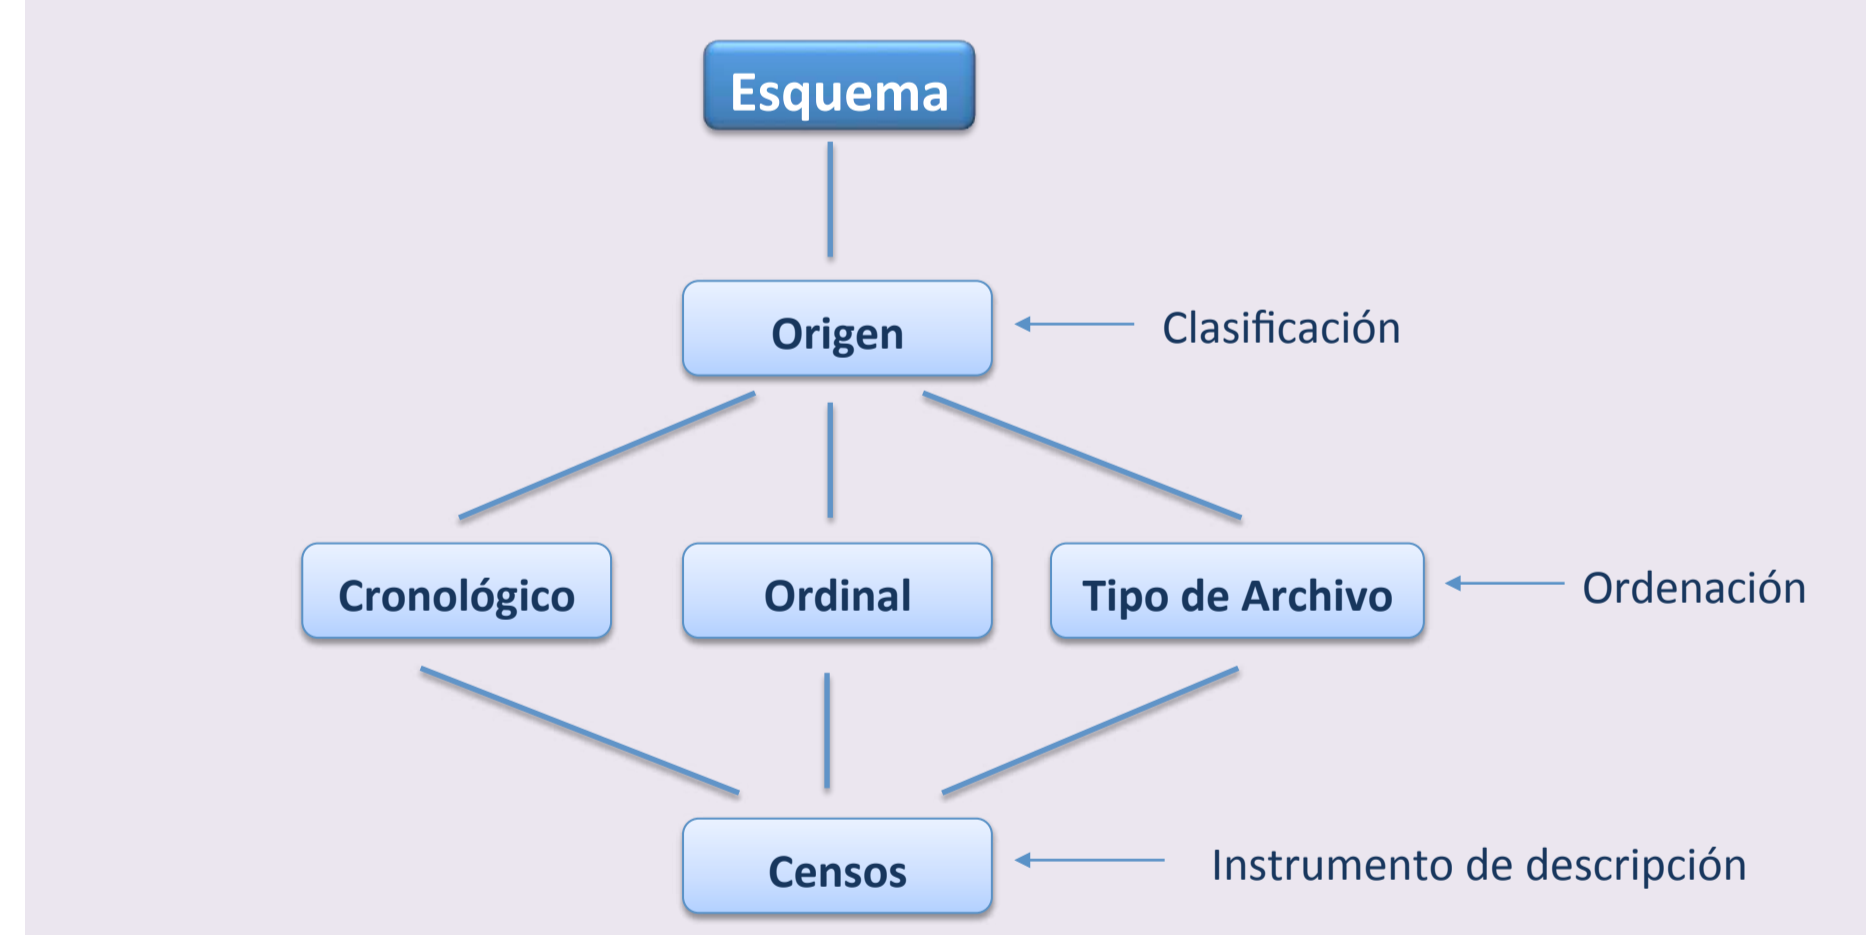 Esquema
Origen
Clasificación
Cronológico
Ordinal
Tipo de Archivo
Ordenación
Censos
Instrumento de descripción